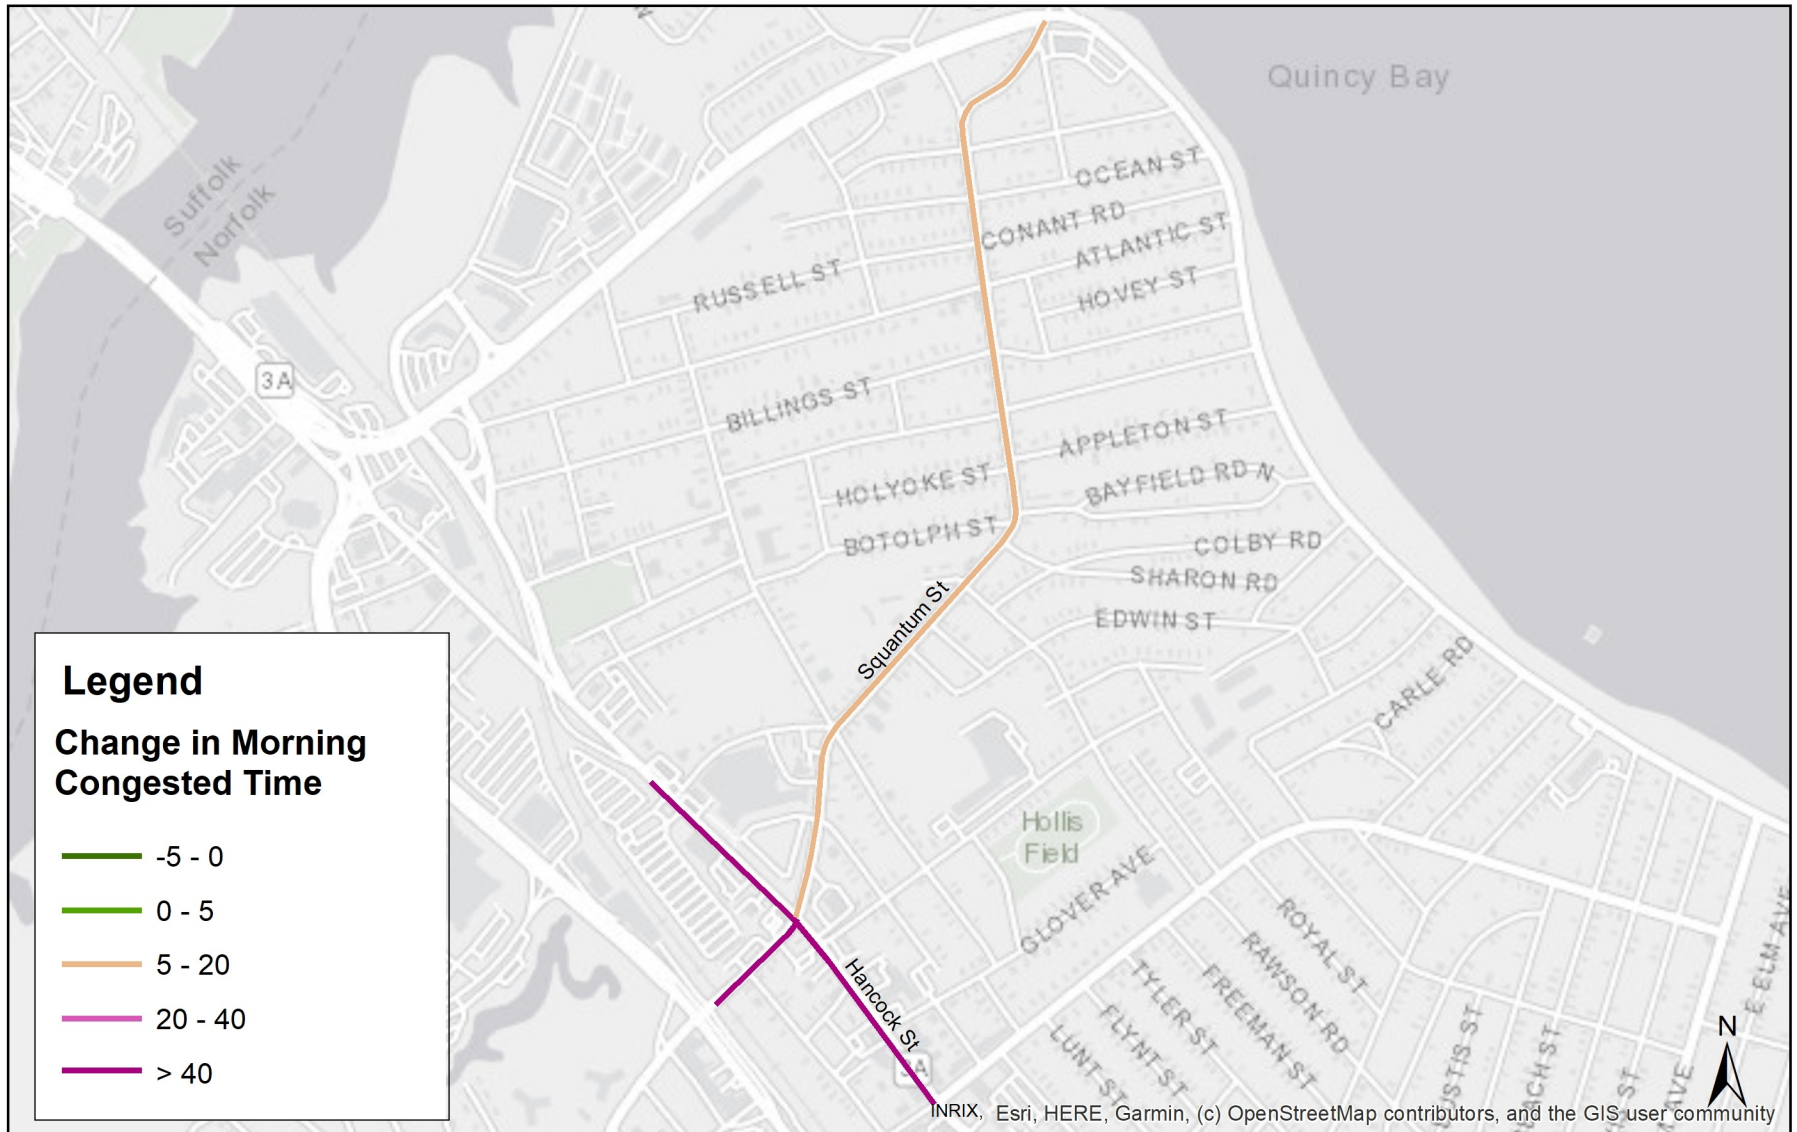 Quincy Bay
Suffolk
Norfolk
OCEAN ST
CONANT RD
ATLANTIC ST
RUSSELL ST
HOVEY ST
3A
BILLINGS ST
APPLETON ST
HOLYOKE ST
BAYFIELD RD N
BOTOLPH ST
COLBY RD
SHARON RD
Squantum St
EDWIN ST
CARLE RD
Legend
Change in Morning
Congested Time
-5 - 0
0 - 5
5 - 20
20 - 40
> 40
Hollis
Field
GLOVER AVE
ROYAL ST
RAWSON RD
FREEMAN ST
TYLER ST
FLYNT ST
LUNT ST
Hancock St
E ELM AVE
ST
AVE
N
INRIX, Esri, HERE, Garmin, (c) OpenStreetMap contributors, and the GIS user community